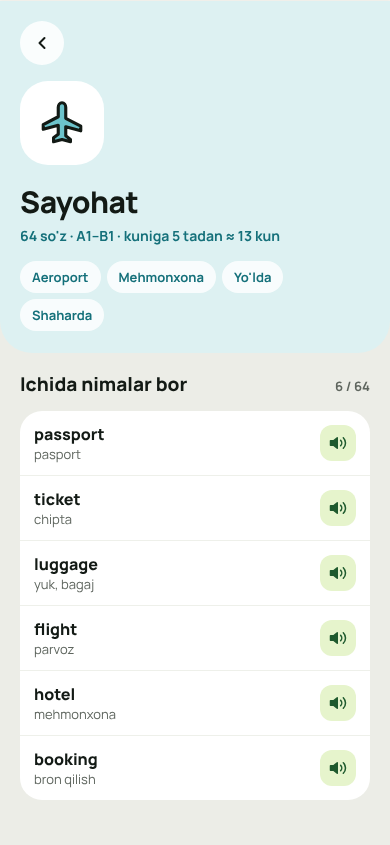 Sayohat
64 so'z · A1–B1 · kuniga 5 tadan ≈ 13 kun
Aeroport Mehmonxona Yo'lda
Shaharda
Ichida nimalar bor 6 / 64
passport
pasport
ticket
chipta
luggage
yuk, bagaj
flight
parvoz
hotel
mehmonxona
booking
bron qilish